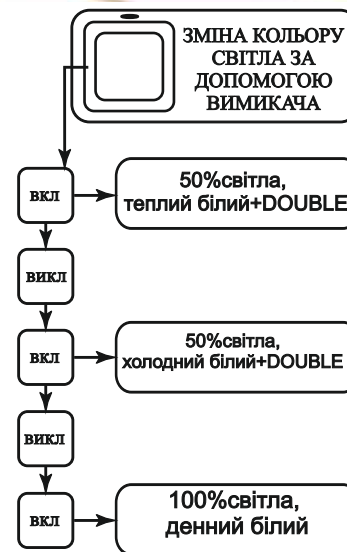 ЗМІНА КОЛЬОРУ
СВІТЛА ЗА
ДОПОМОГОЮ
ВИМИКАЧА
ВКЛ
50%світла,
теплий білий+DOUBLE
ВИКЛ
ВКЛ
50%світла,
холодний білий+DOUBLE
ВИКЛ
ВКЛ
100%світла,
денний білий